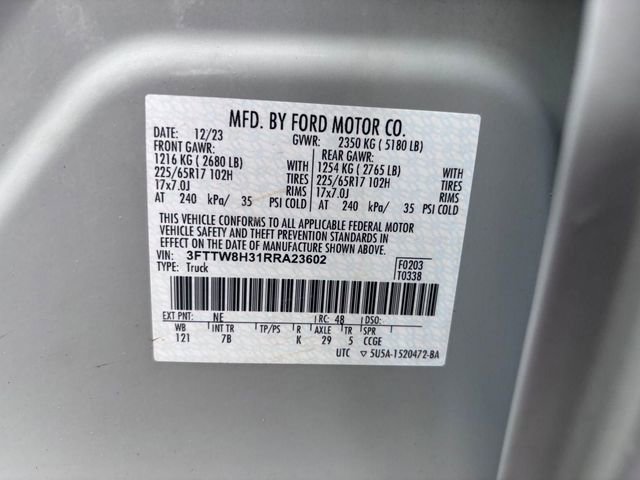 MFD. BY FORD MOTOR CO.
DATE: 12/23 GVWR: 2350 KG ( 5180 LB)
FRONT GAWR: REAR GAWR:
1216 KG ( 2680 LB) WITH 1254 KG ( 2765 LB) WITH
225/65R17 102H TIRES 225/65R17 102H TIRES
17x7.0J RIMS 17x7.0J RIMS
AT 240 kPa/ 35 PSI COLD AT 240 kPa/ 35 PSI COLD
THIS VEHICLE CONFORMS TO ALL APPLICABLE FEDERAL MOTOR
VEHICLE SAFETY AND THEFT PREVENTION STANDARDS IN
EFFECT ON THE DATE OF MANUFACTURE SHOWN ABOVE.
VIN: 3FTTW8H31RRA23602 F0203
TYPE: Truck T0338
EXT PNT: NE RC: 48 DSO:
WB INT TR TP/PS R AXLE TR SPR
121 7B K 29 5 CCGE
UTC ▽ 5U5A-1520472-BA